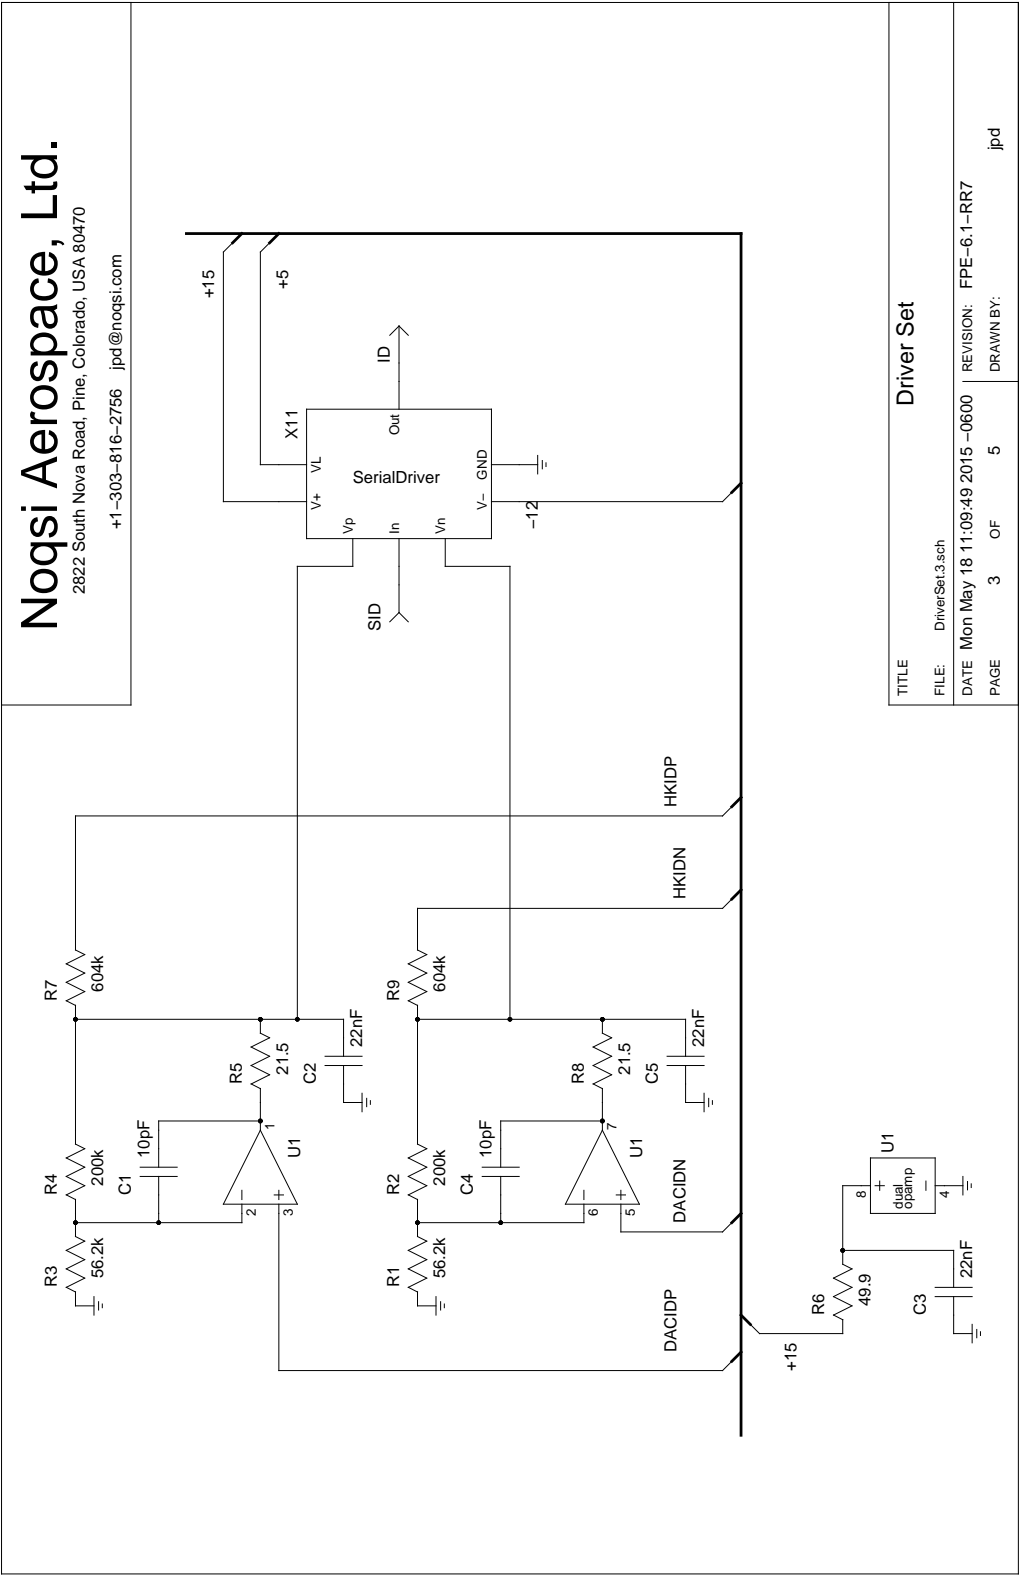 Noqsi Aerospace, Ltd.
2822 South Nova Road, Pine, Colorado, USA 80470
+1−303−816−2756 jpd@noqsi.com
R3
56.2k
R4
200k
R7
604k
C1
10pF
2
3
−
+
1
U1
R5
21.5
C2
22nF
R1
56.2k
R2
200k
R9
604k
C4
10pF
6
5
−
+
7
U1
R8
21.5
C5
22nF
DACIDP
DACIDN
HKIDN
HKIDP
+15
R6
49.9
C3
22nF
8
+
dual
opamp
−
4
U1
+15
+5
X11
V+
VL
Vp
In
Vn
SerialDriver
Out
V−
GND
SID
ID
−12
TITLE
Driver Set
FILE: DriverSet.3.sch
DATE Mon May 18 11:09:49 2015 −0600
REVISION: FPE−6.1−RR7
PAGE 3 OF 5
DRAWN BY: jpd